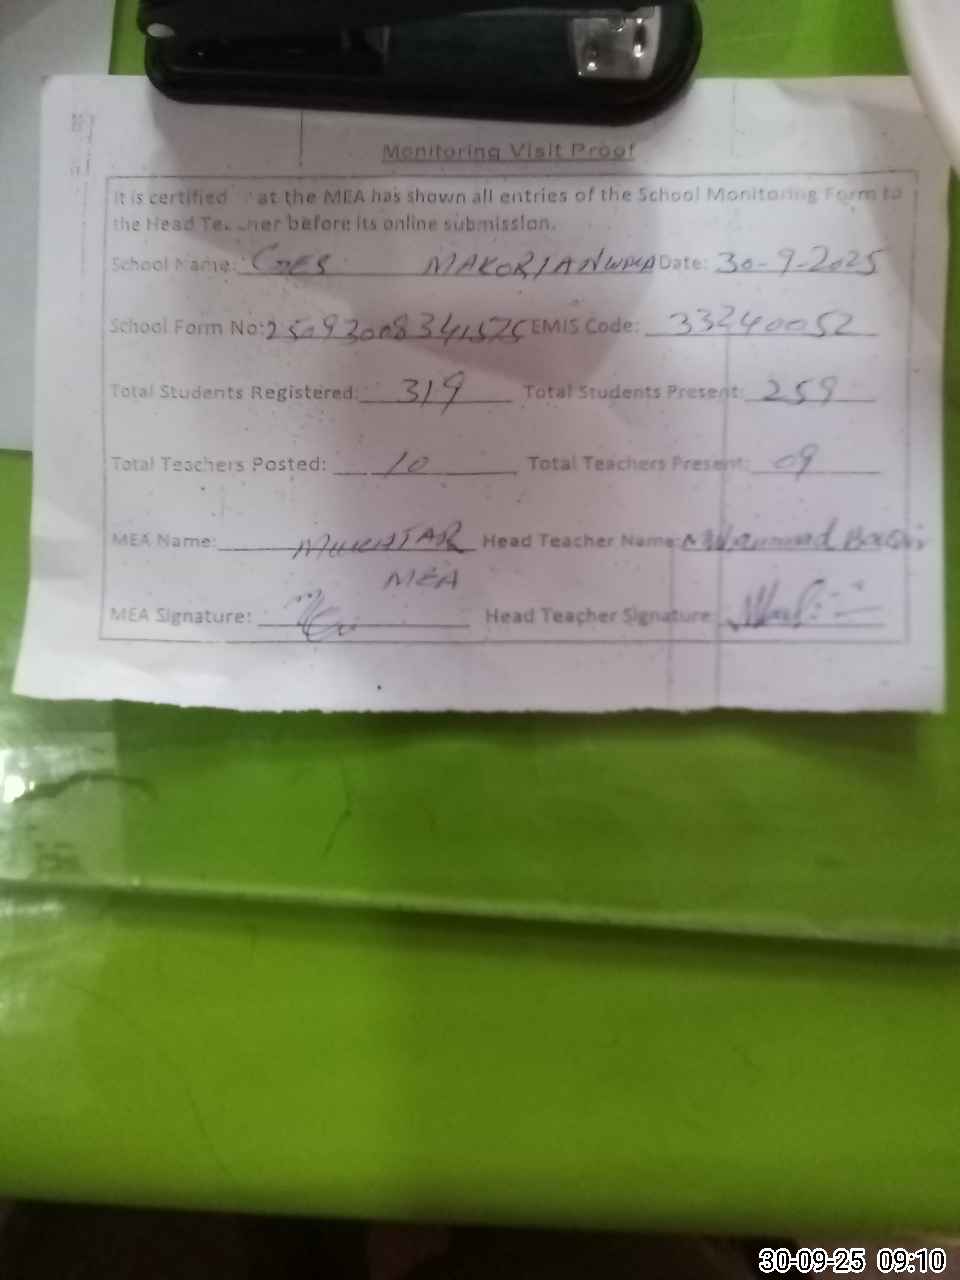 Monitoring Visit Proof
It is certified at the MEA has shown all entries of the School Monitoring Form to
the Head Teacher before its online submission.
School Name: MAKORIANWALA Date: 30-9-2025
School Form No: EMIS Code: 33240052
Total Students Registered: 319 Total Students Present: 259
Total Teachers Posted: 10 Total Teachers Present: 09
MEA Name: MUKHTAR Head Teacher Name:
MEA
MEA Signature: Head Teacher Signature
30-09-25 09:10